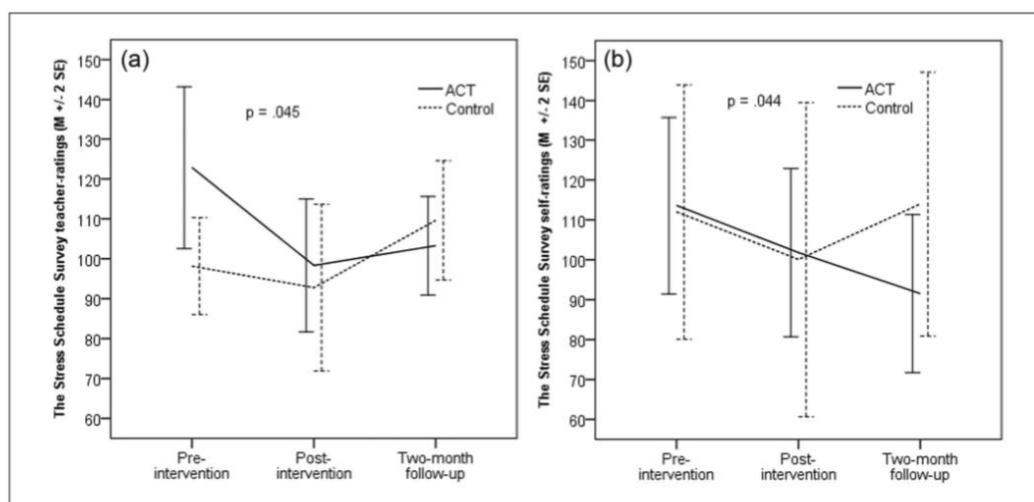 (a)
p = .045
ACT
Control
The Stress Schedule Survey teacher-ratings (M +/- 2 SE)
150
140
130
120
110
100
90
80
70
60
Pre-
intervention
Post-
intervention
Two-month
follow-up
(b)
p = .044
ACT
Control
The Stress Schedule Survey self-ratings (M +/- 2 SE)
150
140
130
120
110
100
90
80
70
60
Pre-
intervention
Post-
intervention
Two-month
follow-up